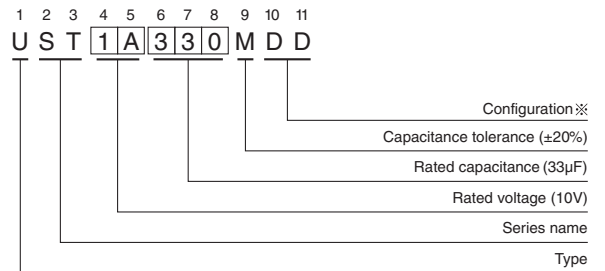 1 2 3 4 5 6 7 8 9 10 11
U S T 1 A 3 3 0 M D D
Configuration※
Capacitance tolerance (±20%)
Rated capacitance (33µF)
Rated voltage (10V)
Series name
Type